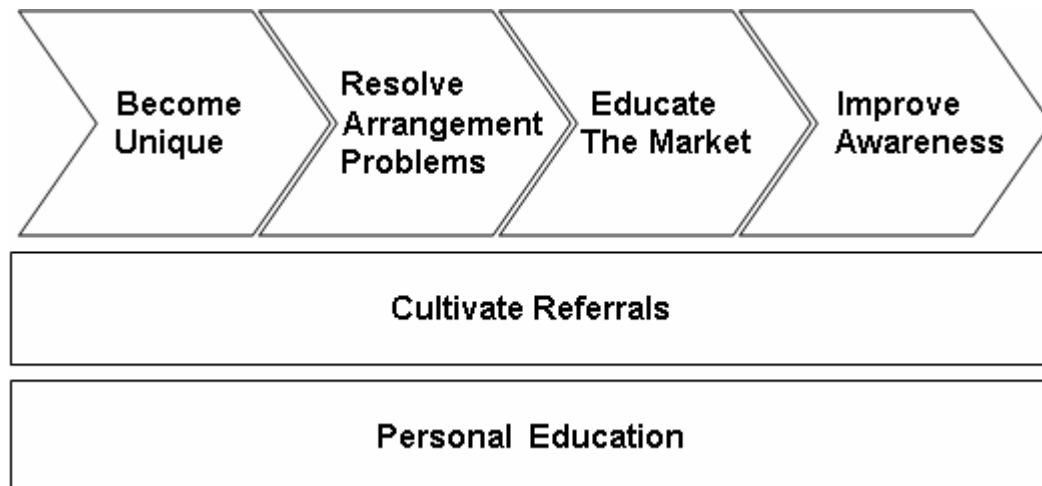 Become
Unique
Resolve
Arrangement
Problems
Educate
The Market
Improve
Awareness
Cultivate Referrals
Personal Education